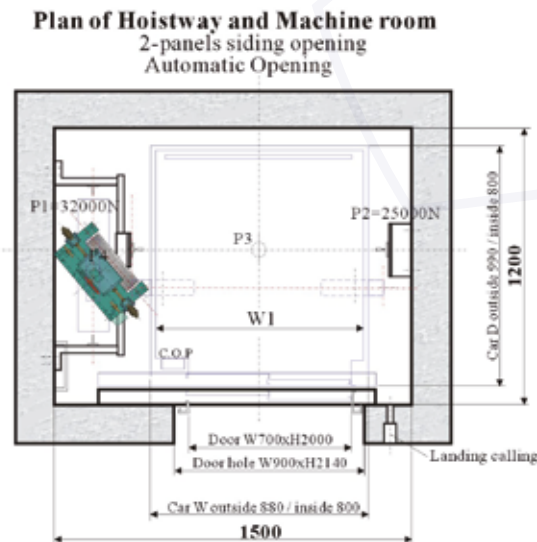 Plan of Hoistway and Machine room
2-panels siding opening
Automatic Opening
P1=32000N
P2=25000N
P3
P4
W1
C.O.P
Car D outside 990 / inside 800
1200
Door W700xH2000
Door hole W900xH2140
Landing calling
Car W outside 880 / inside 800
1500